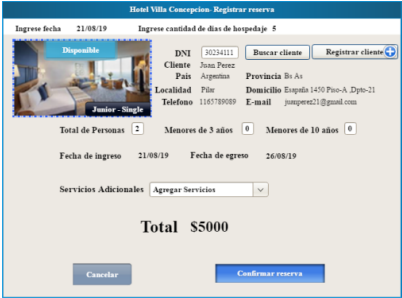 Hotel Villa Concepcion- Registrar reserva
Ingrese fecha 21/08/19 Ingrese cantidad de días de hospedaje 5
Disponible
Junior - Single
DNI 30234111 Buscar cliente Registrar cliente
Cliente Joan Perez
País Argentina Provincia Bs As
Localidad Pilar Domicilio España 1450 Piso-A ,Dpto-21
Telefono 1165789089 E-mail juanperez21@gmail.com
Total de Personas 2 Menores de 3 años 0 Menores de 10 años 0
Fecha de ingreso 21/08/19 Fecha de egreso 26/08/19
Servicios Adicionales Agregar Servicios
Total $5000
Cancelar Confirmar reserva